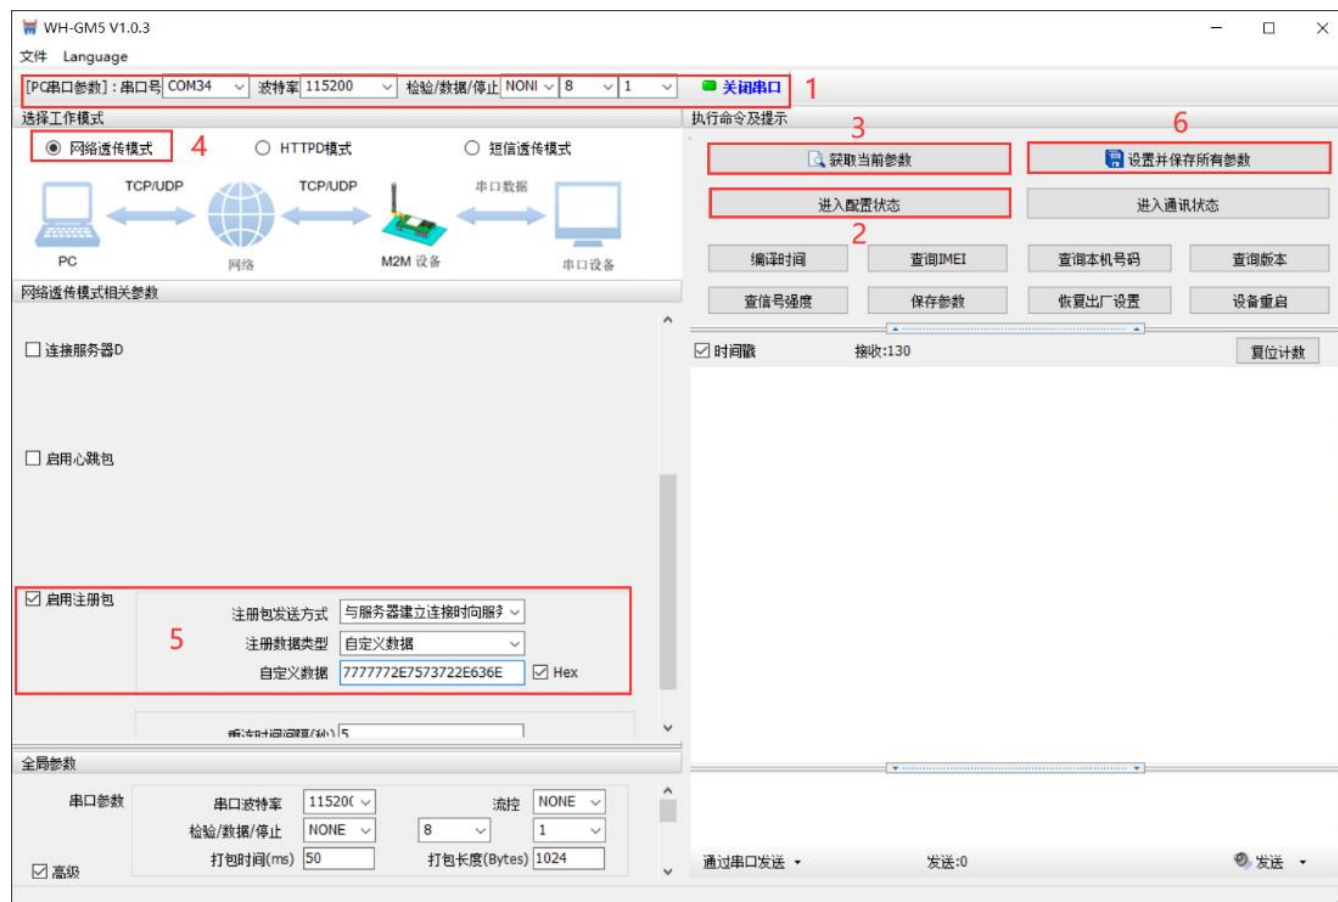 WH-GM5 V1.0.3
文件 Language
[PC串口参数]:串口号 COM34 波特率 115200 检验/数据/停止 NONI 8 1 关闭串口 1
选择工作模式
网络透传模式 4 HTTPD模式 短信透传模式
TCP/UDP TCP/UDP 串口数据
PC 网络 M2M 设备 串口设备
网络透传模式相关参数
连接服务器D
启用心跳包
启用注册包
注册包发送方式 与服务器建立连接时向服务
5 注册数据类型 自定义数据
自定义数据 7777772E7573722E636E Hex
重连时间间隔(秒) 5
全局参数
串口参数 串口波特率 11520( 流控 NONE
检验/数据/停止 NONE 8 1
打包时间(ms) 50 打包长度(Bytes) 1024
高级
执行命令及提示
3 6
获取当前参数 设置并保存所有参数
进入配置状态 进入通讯状态
2
编译时间 查询IMEI 查询本机号码 查询版本
查信号强度 保存参数 恢复出厂设置 设备重启
时间戳 接收:130 复位计数
通过串口发送 发送:0 发送